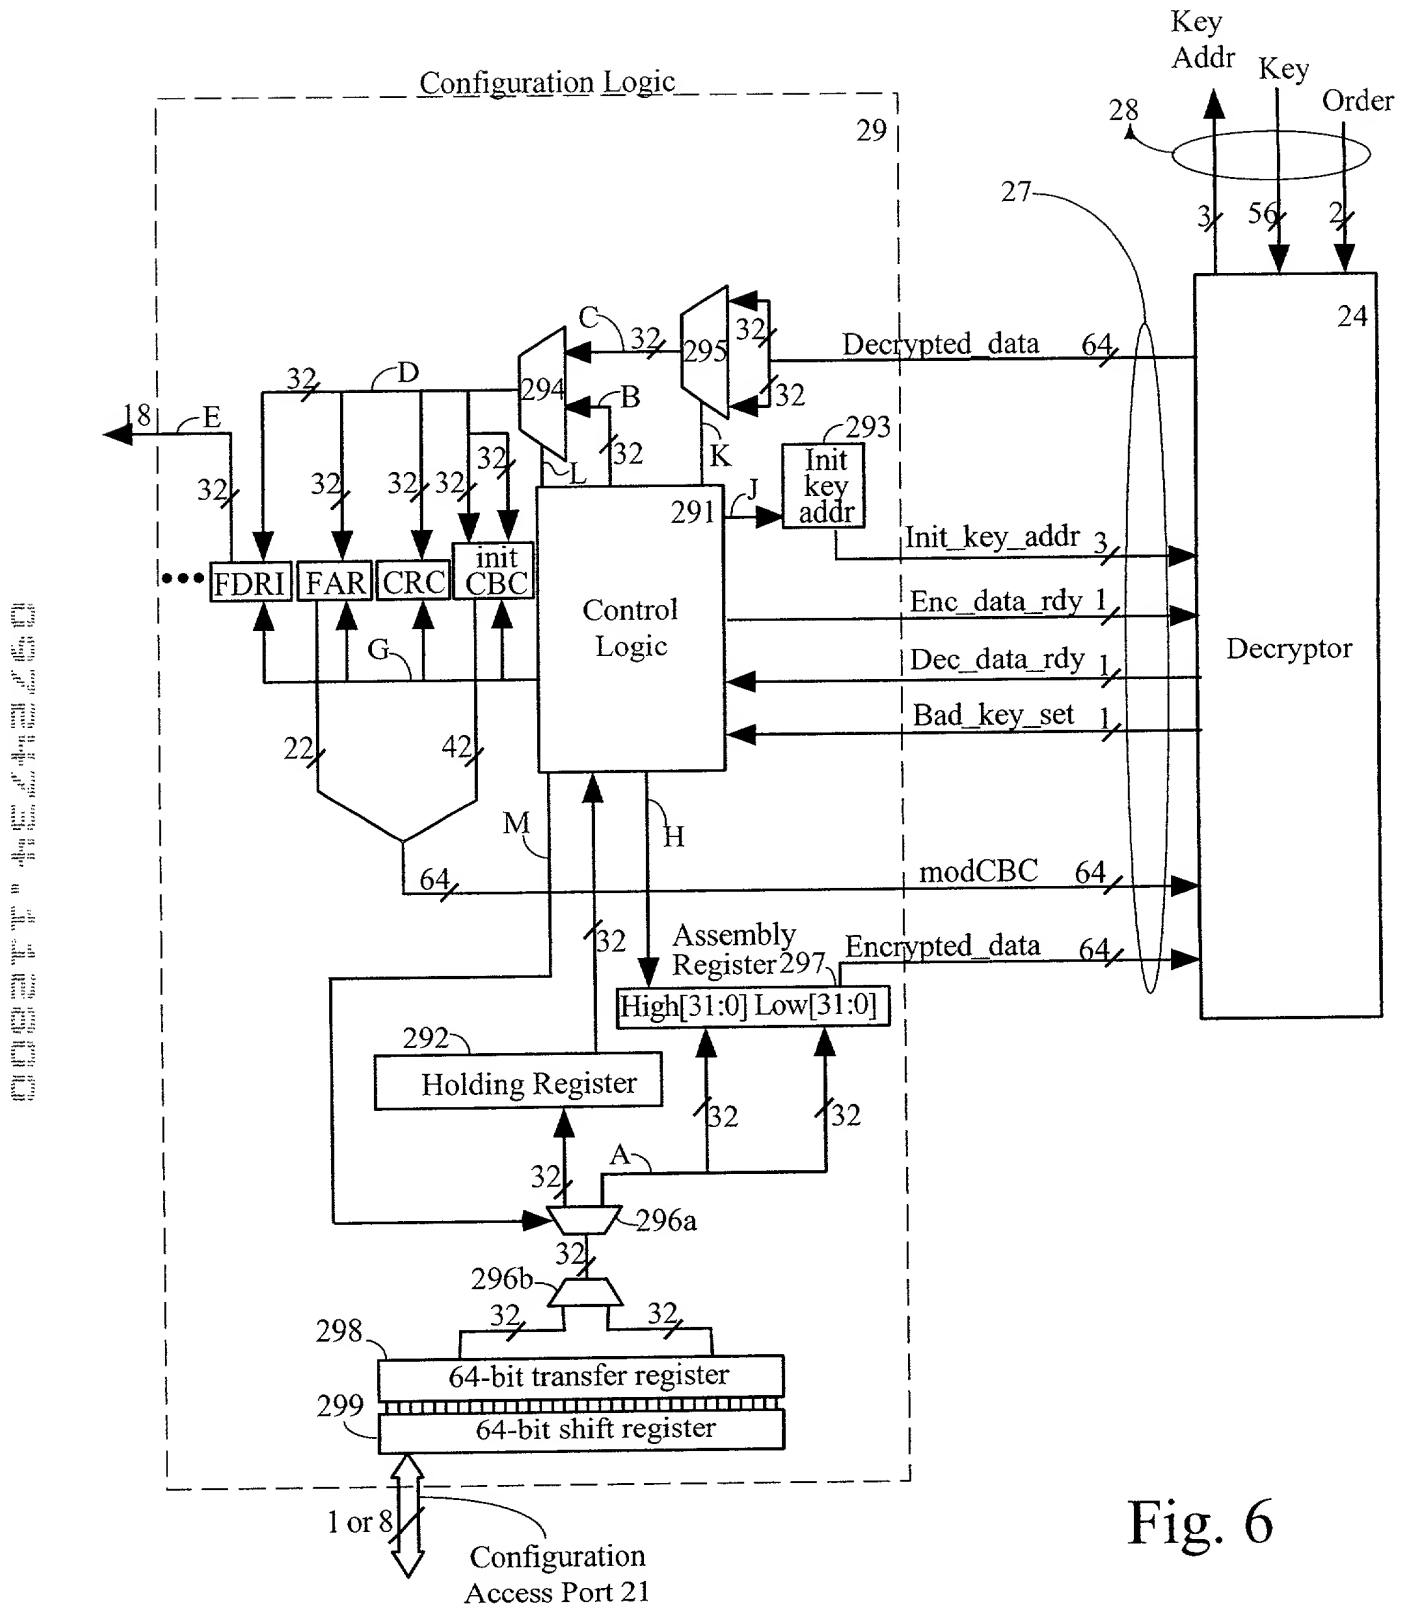 Key
Addr
Key
Order
28
3
56
2
Configuration Logic
29
27
24
Decryptor
C
32
295
32
32
Decrypted_data
64
294
32
D
B
32
L
K
18
E
32
32
32
32
32
293
Init
key
addr
J
291
Init_key_addr
3
FDRI
FAR
CRC
init
CBC
Control
Logic
Enc_data_rdy
1
Dec_data_rdy
1
Bad_key_set
1
G
22
42
M
H
64
modCBC
64
32
Assembly
Register 297
Encrypted_data
64
High[31:0] Low[31:0]
292
Holding Register
32
32
A
32
296a
32
296b
32
32
298
64-bit transfer register
299
64-bit shift register
1 or 8
Configuration
Access Port 21
Fig. 6
09724734.112800